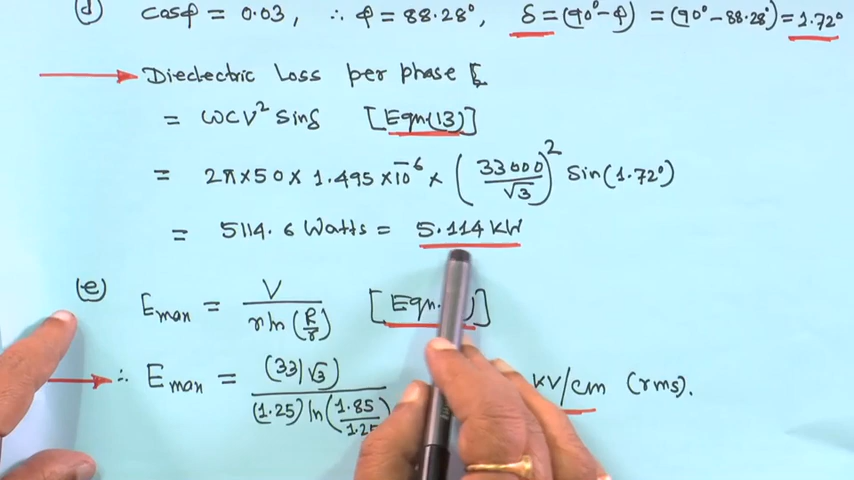 (d) cosφ = 0.03, ∴ φ = 88.28°, δ = (90°-φ) = (90°-88.28°) = 1.72°
Dielectric Loss per phase
= ωCV² Sinδ [Eqn(13)]
= 2π×50×1.495×10⁻⁶ × (33000/√3)² Sin(1.72°)
= 5114.6 Watts = 5.114 kW
(e) Emax = V/(r ln(R/r)) [Eqn.
∴ Emax = (33/√3)/((1.25) ln(1.85/1.25 KV/cm (rms).